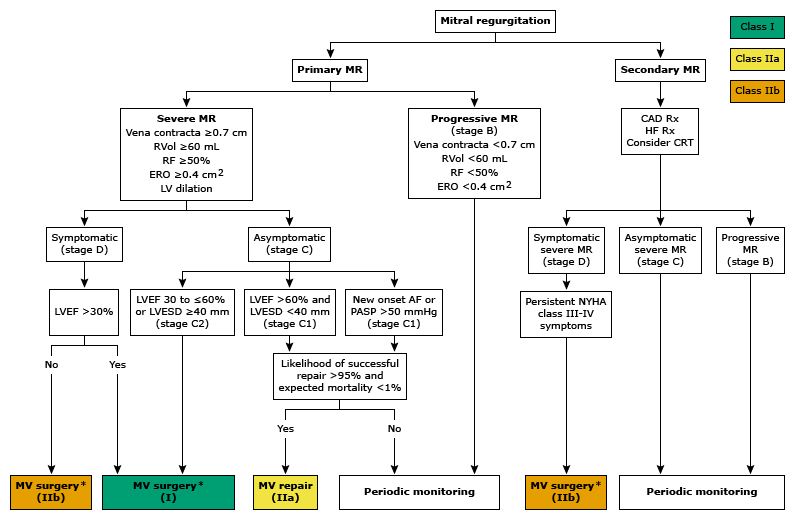 Mitral regurgitation
Class I
Class IIa
Class IIb
Primary MR
Secondary MR
Severe MR
Vena contracta ≥0.7 cm
RVol ≥60 mL
RF ≥50%
ERO ≥0.4 cm²
LV dilation
Progressive MR
(stage B)
Vena contracta <0.7 cm
RVol <60 mL
RF <50%
ERO <0.4 cm²
CAD Rx
HF Rx
Consider CRT
Symptomatic
(stage D)
Asymptomatic
(stage C)
Symptomatic
severe MR
(stage D)
Asymptomatic
severe MR
(stage C)
Progressive
MR
(stage B)
LVEF >30%
LVEF 30 to ≤60%
or LVESD ≥40 mm
(stage C2)
LVEF >60% and
LVESD <40 mm
(stage C1)
New onset AF or
PASP >50 mmHg
(stage C1)
Persistent NYHA
class III-IV
symptoms
No
Yes
Likelihood of successful
repair >95% and
expected mortality <1%
Yes
No
MV surgery*
(IIb)
MV surgery*
(I)
MV repair
(IIa)
Periodic monitoring
MV surgery*
(IIb)
Periodic monitoring